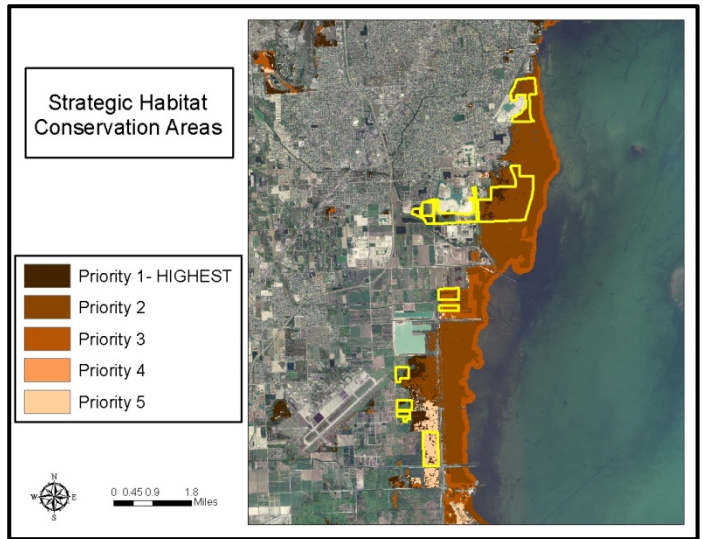 Strategic Habitat
Conservation Areas
Priority 1- HIGHEST
Priority 2
Priority 3
Priority 4
Priority 5
N
W E
S
0 0.45 0.9 1.8
Miles